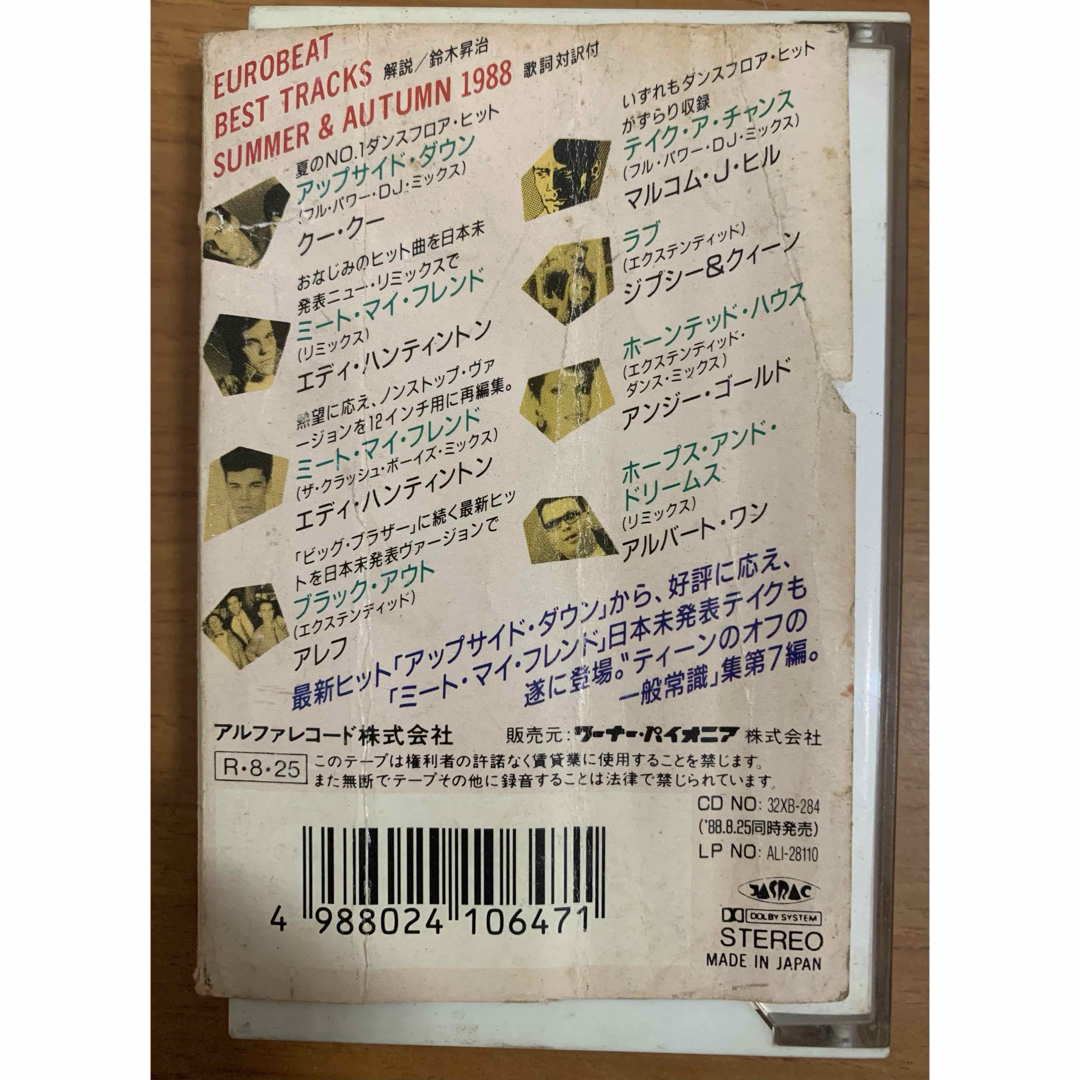 EUROBEAT
BEST TRACKS 解説/鈴木昇治
SUMMER & AUTUMN 1988 歌詞対訳付
夏のNO.1ダンスフロア・ヒット
アップサイド・ダウン
(フル・パワー・DJ・ミックス)
クー・クー
おなじみのヒット曲を日本未
発表ニュー・リミックスで
ミート・マイ・フレンド
(リミックス)
エディ・ハンティントン
熱望に応え、ノンストップ・ヴァ
ージョンを12インチ用に再編集。
ミート・マイ・フレンド
(ザ・クラッシュ・ボーイズ・ミックス)
エディ・ハンティントン
「ビッグ・ブラザー」に続く最新ヒッ
トを日本未発表ヴァージョンで
ブラック・アウト
(エクステンディッド)
アレフ
いずれもダンスフロア・ヒット
がずらり収録
テイク・ア・チャンス
(フル・パワー・DJ・ミックス)
マルコム・J・ヒル
ラブ
(エクステンディッド)
ジプシー&クィーン
ホーンテッド・ハウス
(エクステンディッド・
ダンス・ミックス)
アンジー・ゴールド
ホープス・アンド・
ドリームス
(リミックス)
アルバート・ワン
最新ヒット「アップサイド・ダウン」から、好評に応え、
「ミート・マイ・フレンド」日本未発表テイクも
遂に登場。“ティーンのオフの
一般常識」集第7編。
アルファレコード株式会社 販売元:ワーナー・パイオニア株式会社
R・8・25
このテープは権利者の許諾なく賃貸業に使用することを禁じます。
また無断でテープその他に録音することは法律で禁じられています。
CD NO: 32XB-284
('88.8.25同時発売)
LP NO: ALI-28110
4 988024 106471
JASRAC
DOLBY SYSTEM
STEREO
MADE IN JAPAN